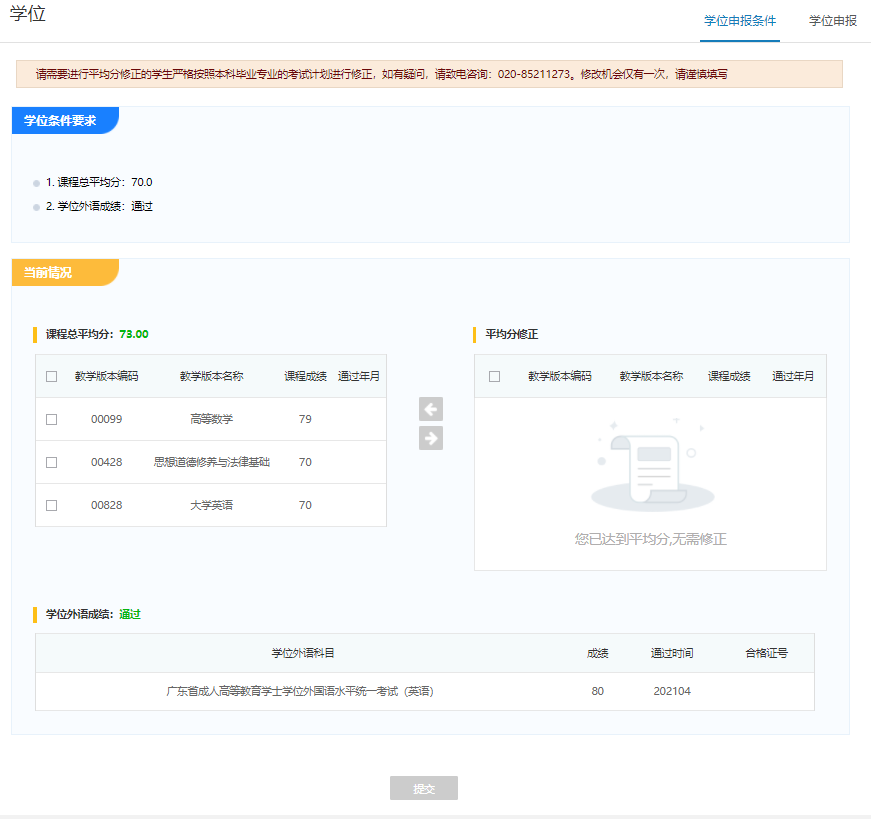 学位
学位申报条件 学位申报
请需要进行平均分修正的学生严格按照本科毕业专业的考试计划进行修正，如有疑问，请致电咨询：020-85211273。修改机会仅有一次，请谨慎填写
学位条件要求
1. 课程总平均分：70.0
2. 学位外语成绩：通过
当前情况
课程总平均分：73.00
教学版本编码 教学版本名称 课程成绩 通过年月
00099 高等数学 79
00428 思想道德修养与法律基础 70
00828 大学英语 70
平均分修正
教学版本编码 教学版本名称 课程成绩 通过年月
您已达到平均分,无需修正
学位外语成绩：通过
学位外语科目 成绩 通过时间 合格证号
广东省成人高等教育学士学位外国语水平统一考试（英语） 80 202104
提交